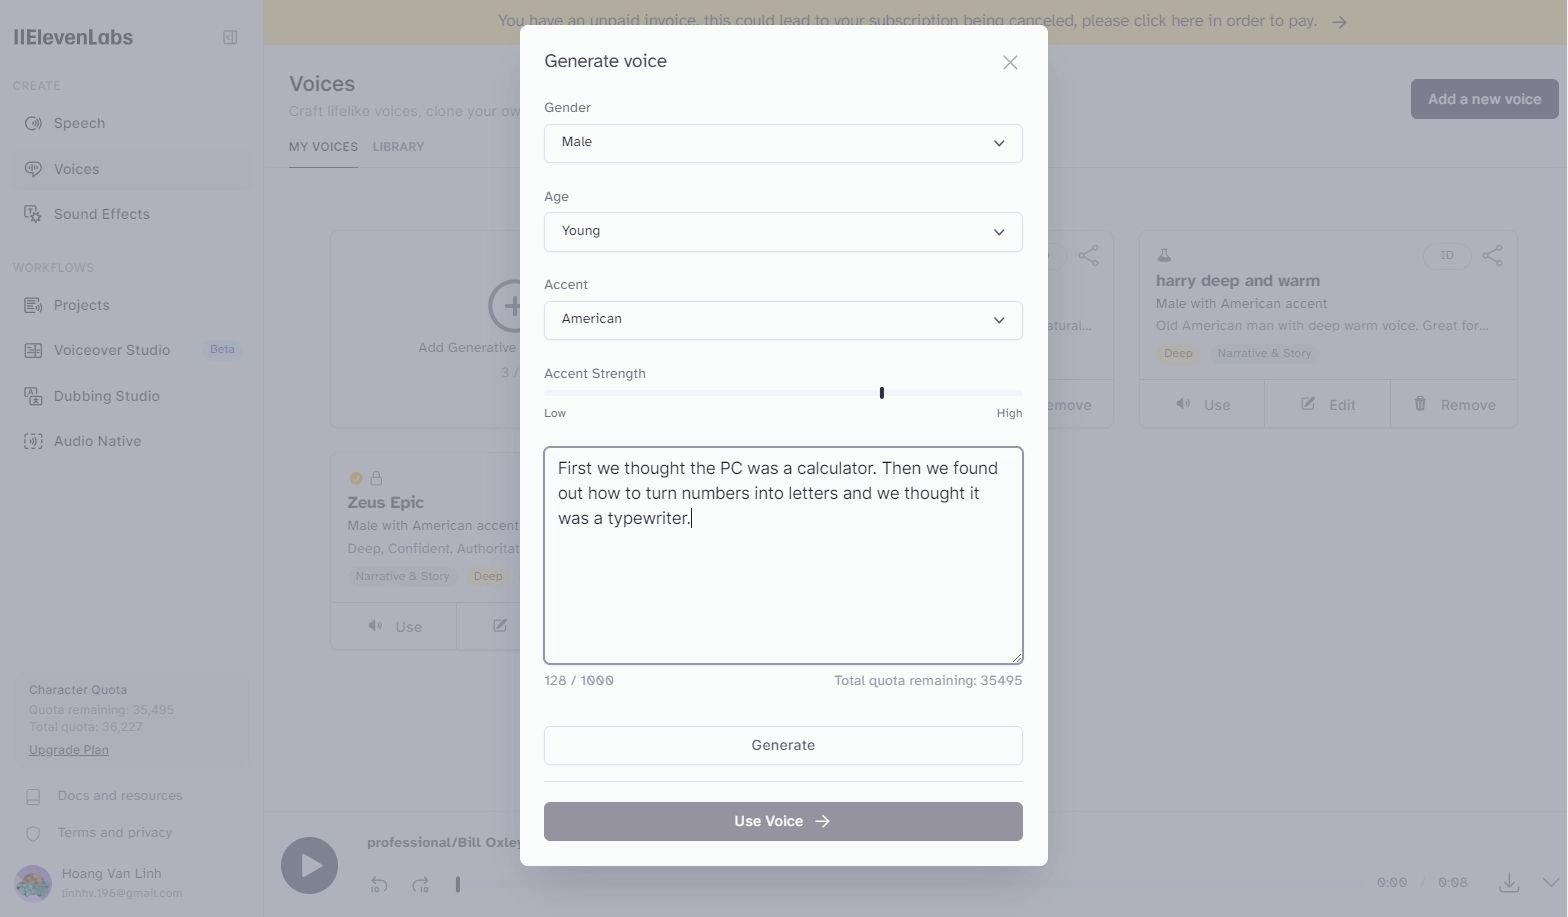 IIElevenLabs
CREATE
Speech
Voices
Sound Effects
WORKFLOWS
Projects
Voiceover Studio
Beta
Dubbing Studio
Audio Native
Character Quota
Quota remaining: 35,495
Total quota: 36,227
Upgrade Plan
Docs and resources
Terms and privacy
Hoang Van Linh
linhhv.196@gmail.com
You have an unpaid invoice, this could lead to your subscription being canceled, please click here in order to pay.
Voices
Craft lifelike voices, clone your ow
Add a new voice
MY VOICES LIBRARY
Add Generative
3 /
Generate voice
Gender
Male
Age
Young
Accent
American
Accent Strength
Low High
First we thought the PC was a calculator. Then we found
out how to turn numbers into letters and we thought it
was a typewriter.
128 / 1000 Total quota remaining: 35495
Generate
Use Voice
atural...
emove
ID
harry deep and warm
Male with American accent
Old American man with deep warm voice. Great for...
Deep Narrative & Story
Use Edit Remove
Zeus Epic
Male with American accent
Deep, Confident, Authoritat
Narrative & Story Deep
Use
professional/Bill Oxley
10 10
0:00 / 0:08